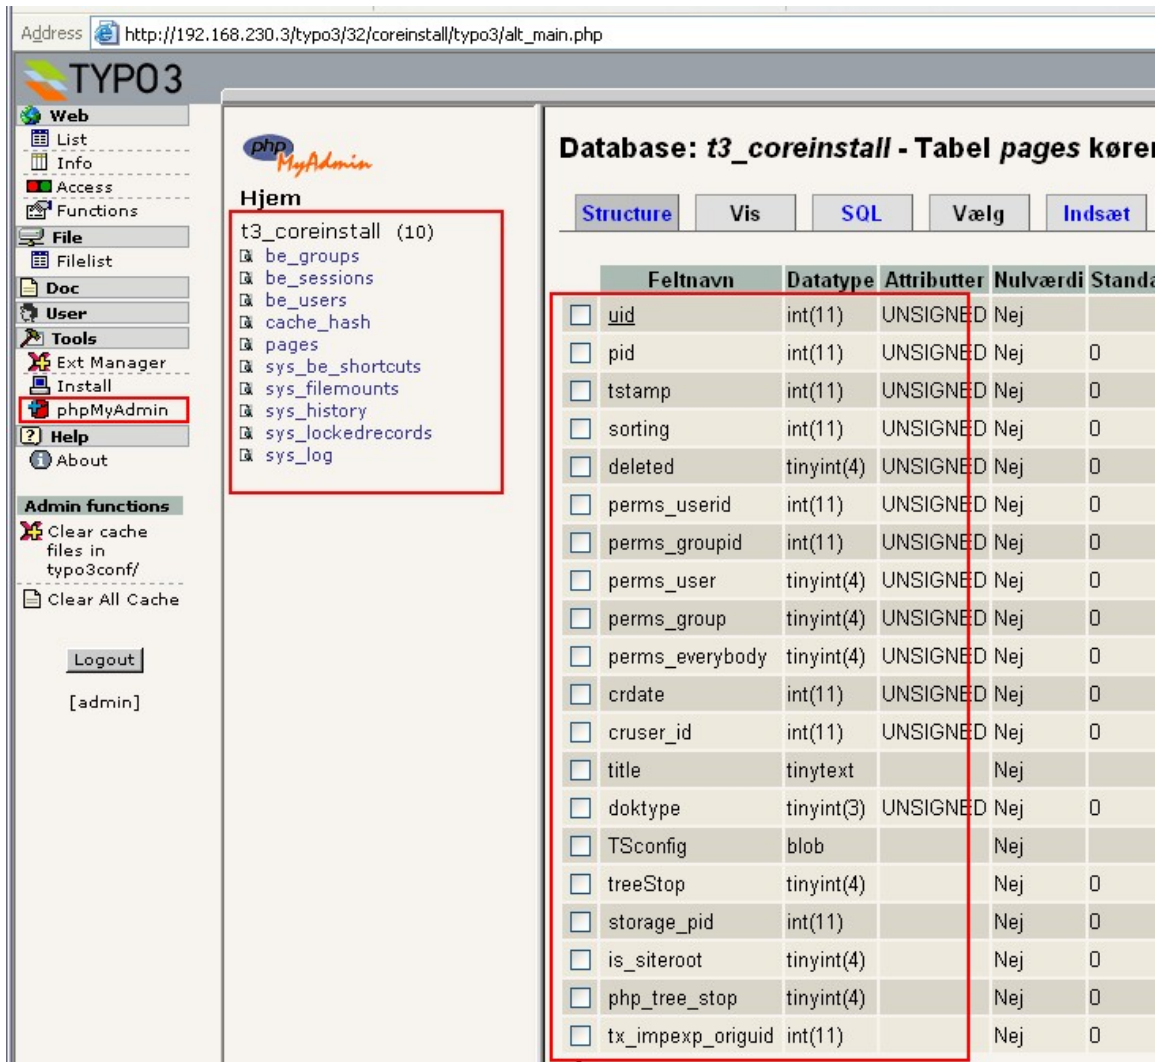 Address http://192.168.230.3/typo3/32/coreinstall/typo3/alt_main.php
TYPO3
Web
List
Info
Access
Functions
File
Filelist
Doc
User
Tools
Ext Manager
Install
phpMyAdmin
Help
About
Admin functions
Clear cache
files in
typo3conf/
Clear All Cache
Logout
[admin]
php
MyAdmin
Hjem
t3_coreinstall (10)
be_groups
be_sessions
be_users
cache_hash
pages
sys_be_shortcuts
sys_filemounts
sys_history
sys_lockedrecords
sys_log
Database: t3_coreinstall - Tabel pages køre
Structure Vis SQL Vælg Indsæt
Feltnavn Datatype Attributter Nulværdi Standa
uid int(11) UNSIGNED Nej
pid int(11) UNSIGNED Nej 0
tstamp int(11) UNSIGNED Nej 0
sorting int(11) UNSIGNED Nej 0
deleted tinyint(4) UNSIGNED Nej 0
perms_userid int(11) UNSIGNED Nej 0
perms_groupid int(11) UNSIGNED Nej 0
perms_user tinyint(4) UNSIGNED Nej 0
perms_group tinyint(4) UNSIGNED Nej 0
perms_everybody tinyint(4) UNSIGNED Nej 0
crdate int(11) UNSIGNED Nej 0
cruser_id int(11) UNSIGNED Nej 0
title tinytext Nej
doktype tinyint(3) UNSIGNED Nej 0
TSconfig blob Nej
treeStop tinyint(4) Nej 0
storage_pid int(11) Nej 0
is_siteroot tinyint(4) Nej 0
php_tree_stop tinyint(4) Nej 0
tx_impexp_origuid int(11) Nej 0